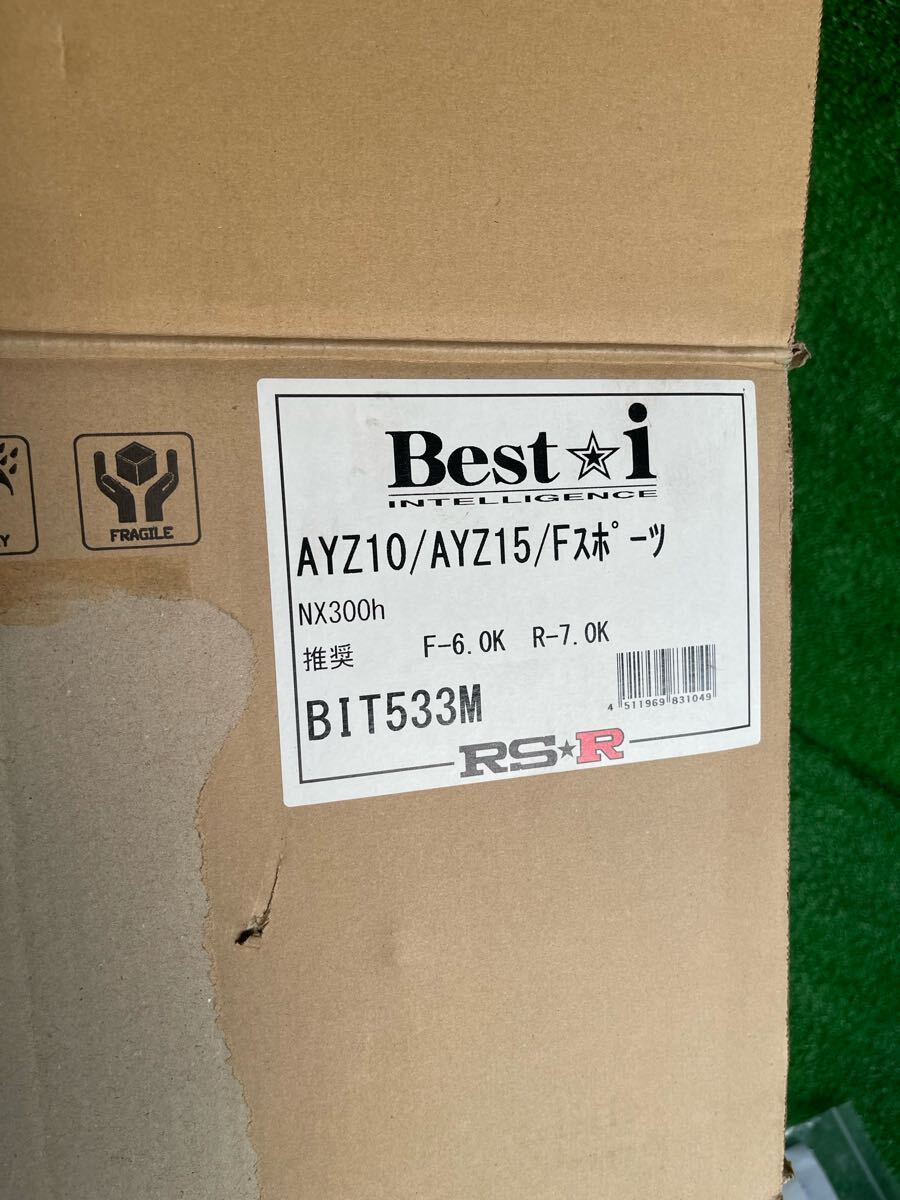 Best☆i
INTELLIGENCE
AYZ10/AYZ15/Fｽﾎﾟｰﾂ
NX300h
推奨 F-6.0K R-7.0K
BIT533M
4 511969 831049
RS★R
FRAGILE